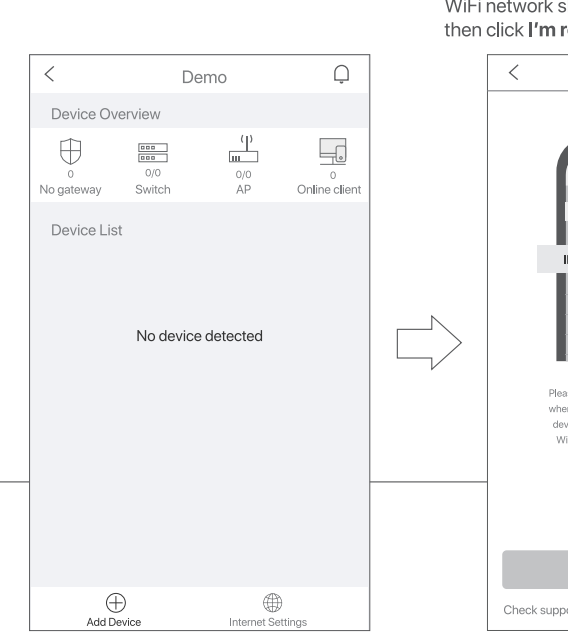 WiFi network s
then click I'm r
Demo
Device Overview
0 0/0 0/0 0
No gateway Switch AP Online client
Device List
No device detected
Add Device Internet Settings
Plea
when
dev
Wi
Check suppo